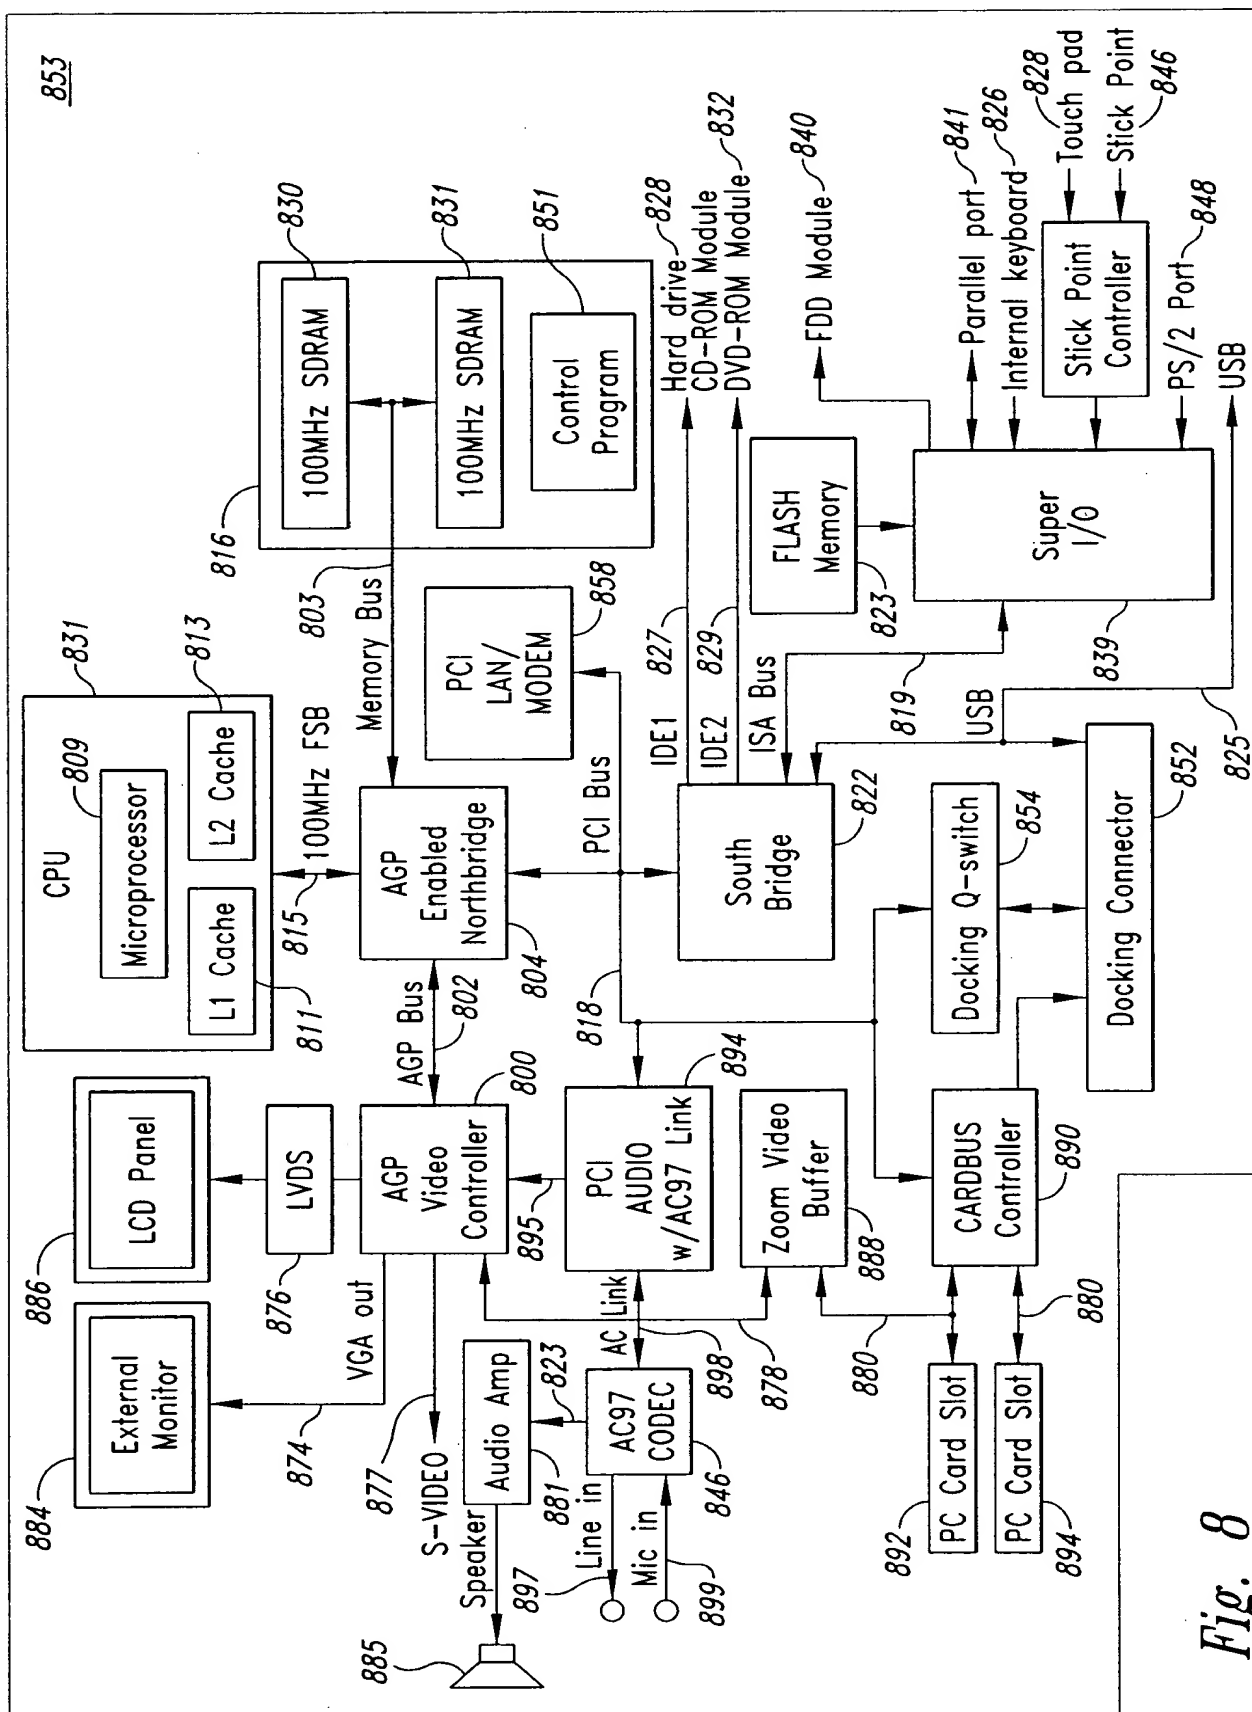 853
CPU
831
Microprocessor
809
L1 Cache
811
L2 Cache
813
815
100MHz FSB
886
LCD Panel
884
External
Monitor
LVDS
876
VGA out
874
877
S-VIDEO
AGP
Video
Controller
800
AGP Bus
802
AGP
Enabled
Northbridge
804
803
Memory Bus
816
100MHz SDRAM
830
100MHz SDRAM
831
Control
Program
851
PCI
LAN/
MODEM
858
PCI Bus
818
Speaker
885
Audio Amp
881
823
AC97
CODEC
846
Line in
897
Mic in
899
AC Link
898
895
PCI
AUDIO
w/AC97 Link
894
878
Zoom Video
Buffer
888
South
Bridge
822
IDE1
827
IDE2
829
Hard drive
828
CD-ROM Module
DVD-ROM Module
832
ISA Bus
819
USB
825
FLASH
Memory
823
FDD Module
840
Super
I/O
839
Parallel port
841
Internal keyboard
826
Stick Point
Controller
Touch pad
828
Stick Point
846
PS/2 Port
848
USB
880
880
PC Card Slot
892
PC Card Slot
894
CARDBUS
Controller
890
Docking Q-switch
854
Docking Connector
852
Fig. 8